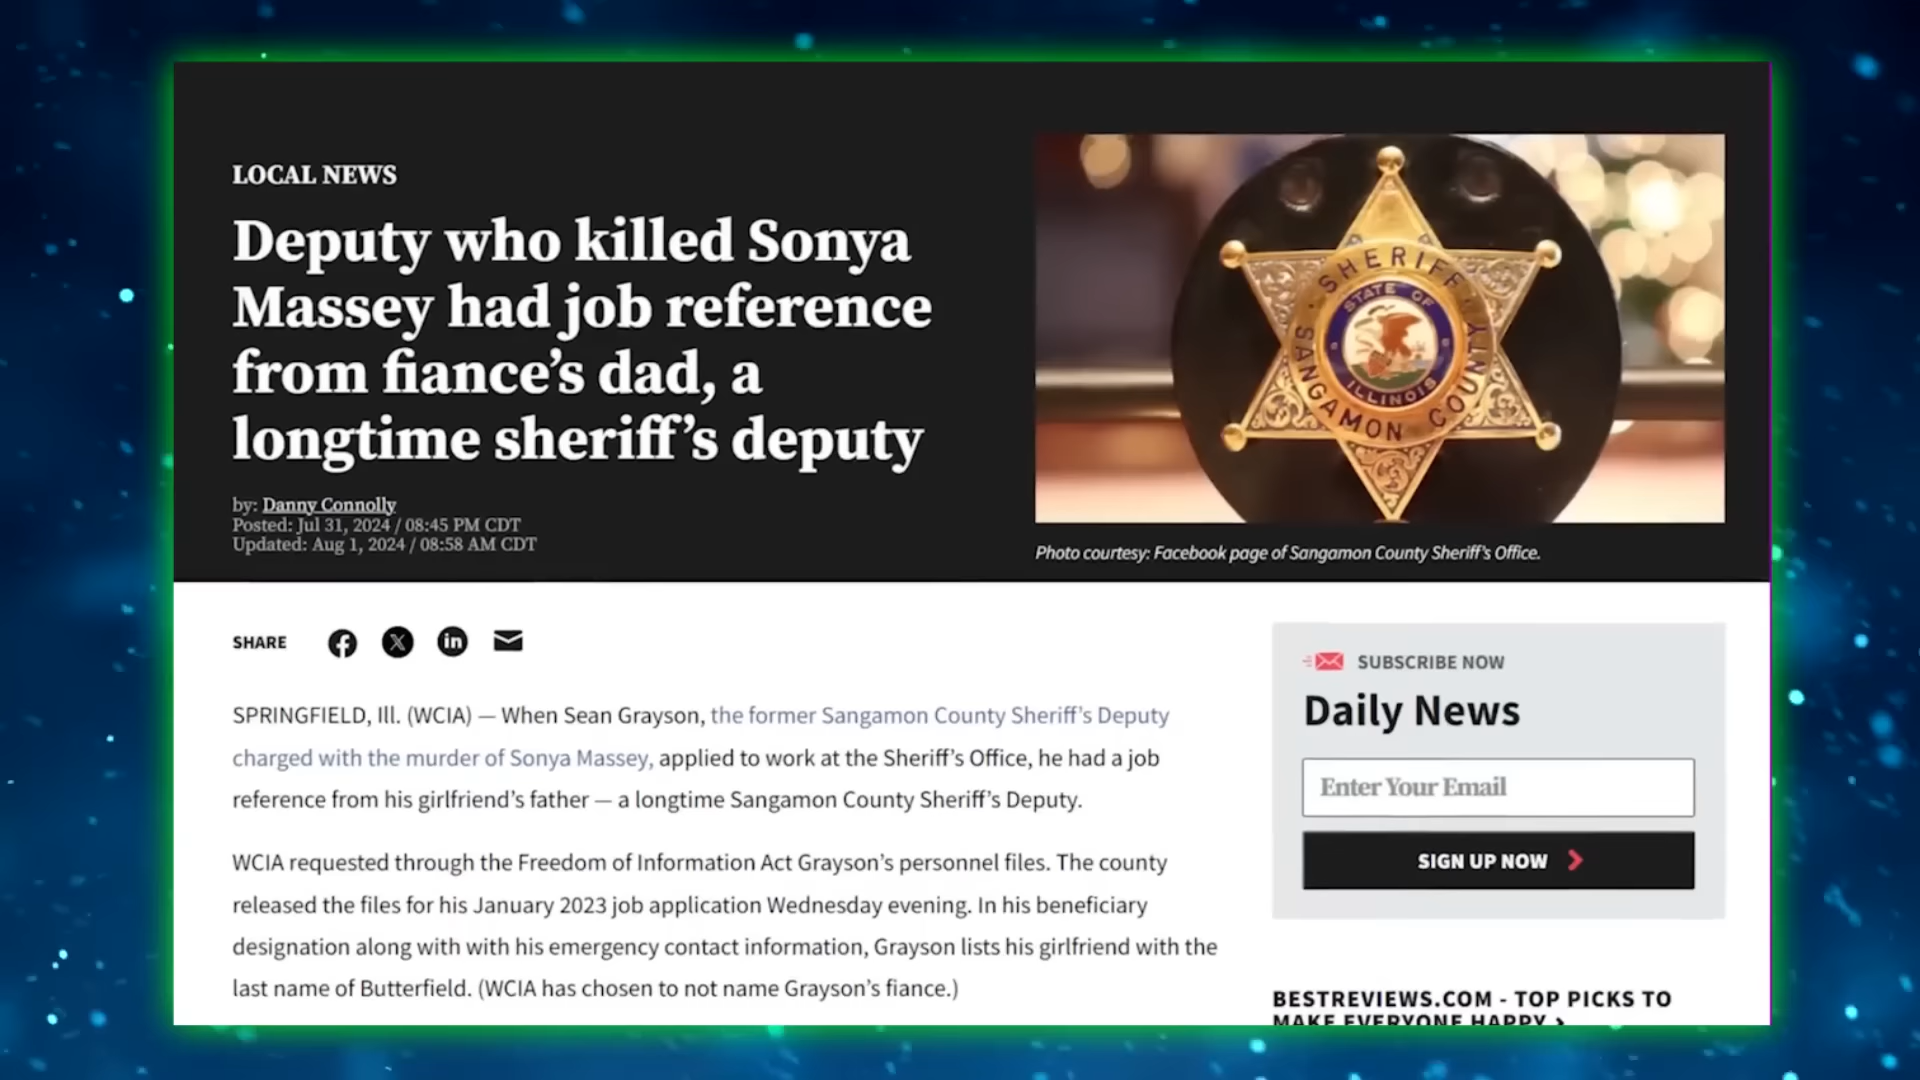 LOCAL NEWS
Deputy who killed Sonya
Massey had job reference
from fiance’s dad, a
longtime sheriff’s deputy
by: Danny Connolly
Posted: Jul 31, 2024 / 08:45 PM CDT
Updated: Aug 1, 2024 / 08:58 AM CDT
SHERIFF
STATE OF
ILLINOIS
SANGAMON COUNTY
Photo courtesy: Facebook page of Sangamon County Sheriff’s Office.
SHARE
SPRINGFIELD, Ill. (WCIA) — When Sean Grayson, the former Sangamon County Sheriff’s Deputy
charged with the murder of Sonya Massey, applied to work at the Sheriff’s Office, he had a job
reference from his girlfriend’s father — a longtime Sangamon County Sheriff’s Deputy.
WCIA requested through the Freedom of Information Act Grayson’s personnel files. The county
released the files for his January 2023 job application Wednesday evening. In his beneficiary
designation along with with his emergency contact information, Grayson lists his girlfriend with the
last name of Butterfield. (WCIA has chosen to not name Grayson’s fiance.)
SUBSCRIBE NOW
Daily News
Enter Your Email
SIGN UP NOW
BESTREVIEWS.COM - TOP PICKS TO
MAKE EVERYONE HAPPY ›